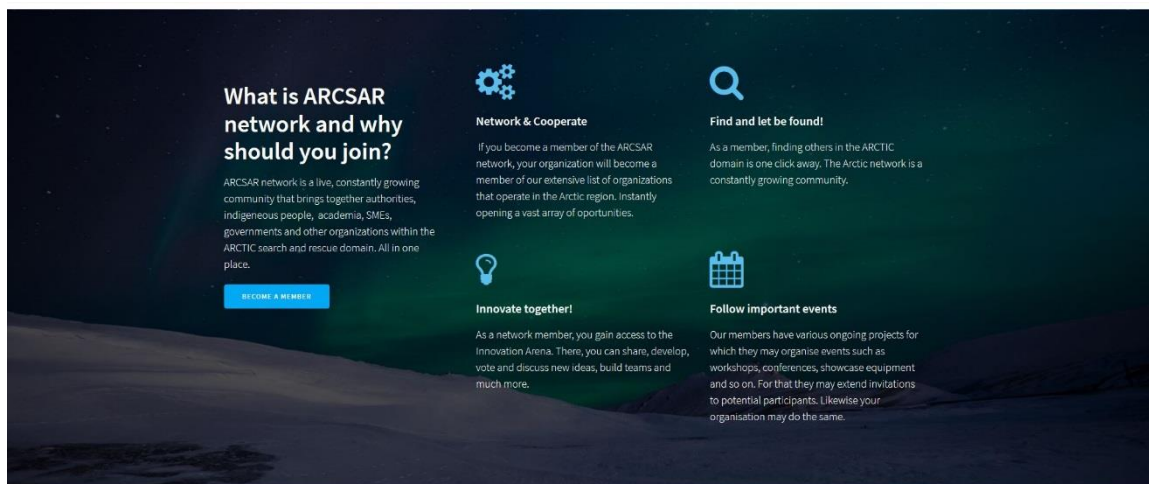 What is ARCSAR
network and why
should you join?
ARCSAR network is a live, constantly growing
community that brings together authorities,
indigeneous people, academia, SMEs,
governments and other organizations within the
ARCTIC search and rescue domain. All in one
place.
BECOME A MEMBER
Network & Cooperate
If you become a member of the ARCSAR
network, your organization will become a
member of our extensive list of organizations
that operate in the Arctic region. Instantly
opening a vast array of oportunities.
Find and let be found!
As a member, finding others in the ARCTIC
domain is one click away. The Arctic network is a
constantly growing community.
Innovate together!
As a network member, you gain access to the
Innovation Arena. There, you can share, develop,
vote and discuss new ideas, build teams and
much more.
Follow important events
Our members have various ongoing projects for
which they may organise events such as
workshops, conferences, showcase equipment
and so on. For that they may extend invitations
to potential participants. Likewise your
organisation may do the same.